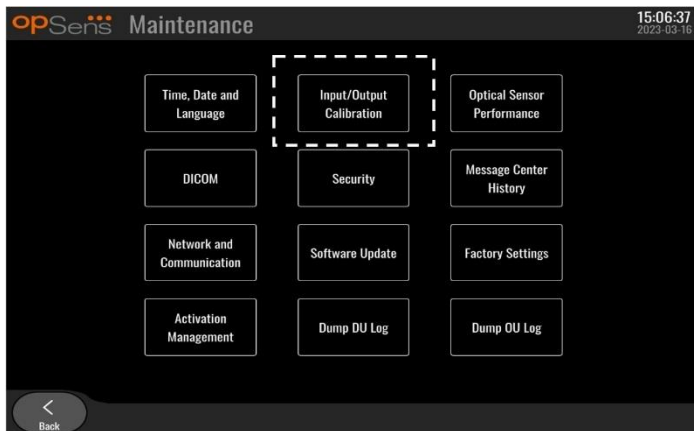 opSens Maintenance
15:06:37
2023-03-16
Time, Date and
Language
Input/Output
Calibration
Optical Sensor
Performance
DICOM
Security
Message Center
History
Network and
Communication
Software Update
Factory Settings
Activation
Management
Dump DU Log
Dump OU Log
Back